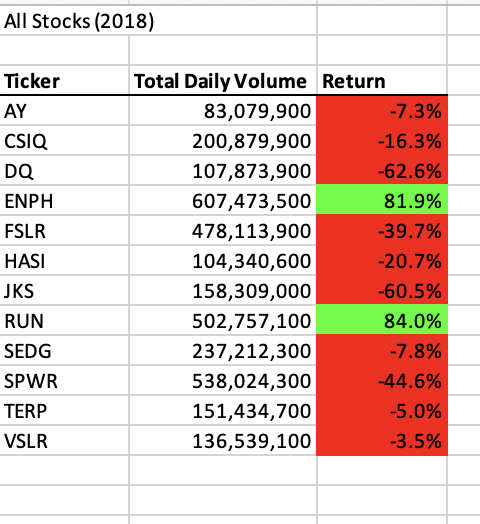 All Stocks (2018)
Ticker Total Daily Volume Return
AY 83,079,900 -7.3%
CSIQ 200,879,900 -16.3%
DQ 107,873,900 -62.6%
ENPH 607,473,500 81.9%
FSLR 478,113,900 -39.7%
HASI 104,340,600 -20.7%
JKS 158,309,000 -60.5%
RUN 502,757,100 84.0%
SEDG 237,212,300 -7.8%
SPWR 538,024,300 -44.6%
TERP 151,434,700 -5.0%
VSLR 136,539,100 -3.5%